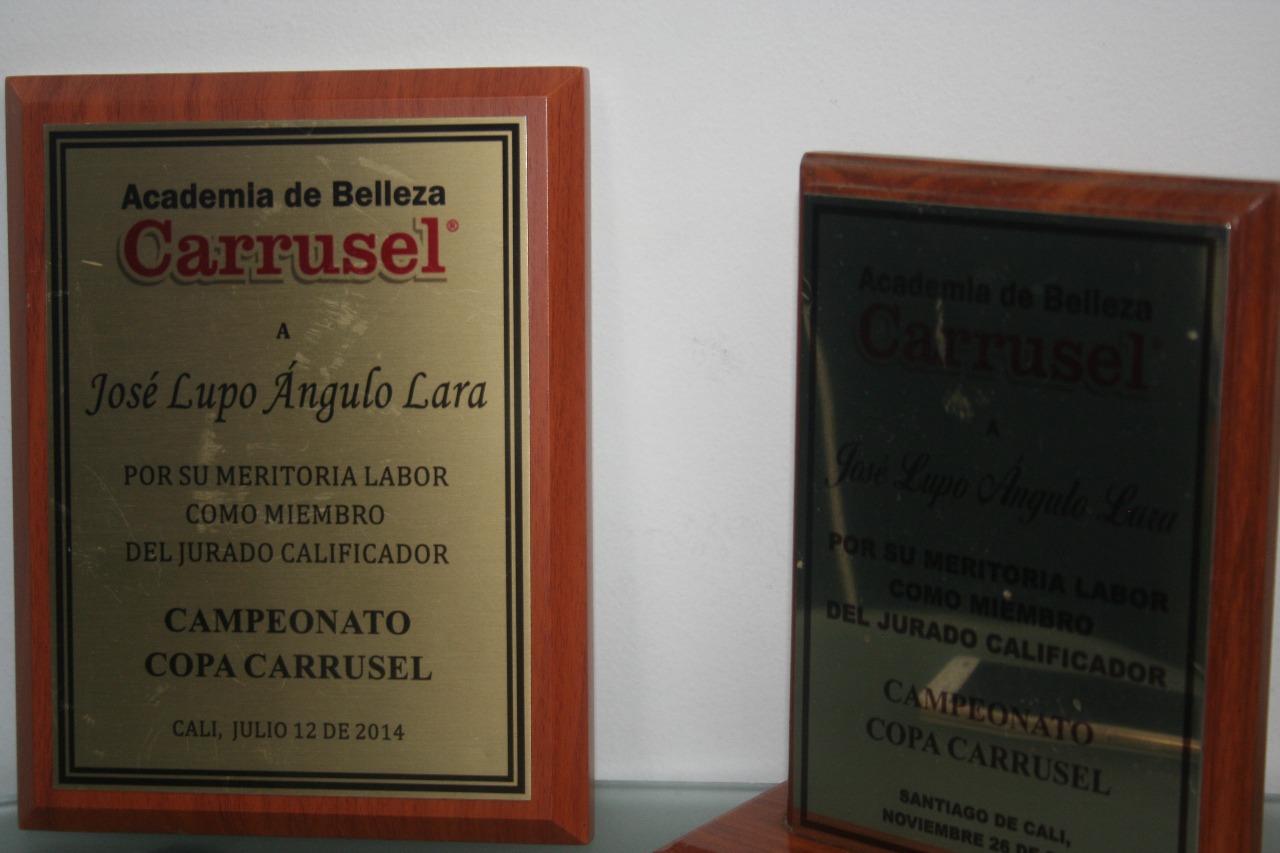 Academia de Belleza
Carrusel®
A
José Lupo Ángulo Lara
POR SU MERITORIA LABOR
COMO MIEMBRO
DEL JURADO CALIFICADOR
CAMPEONATO
COPA CARRUSEL
CALI, JULIO 12 DE 2014
Academia de Belleza
Carrusel®
A
José Lupo Ángulo Lara
POR SU MERITORIA LABOR
COMO MIEMBRO
DEL JURADO CALIFICADOR
CAMPEONATO
COPA CARRUSEL
SANTIAGO DE CALI,
NOVIEMBRE 26 DE